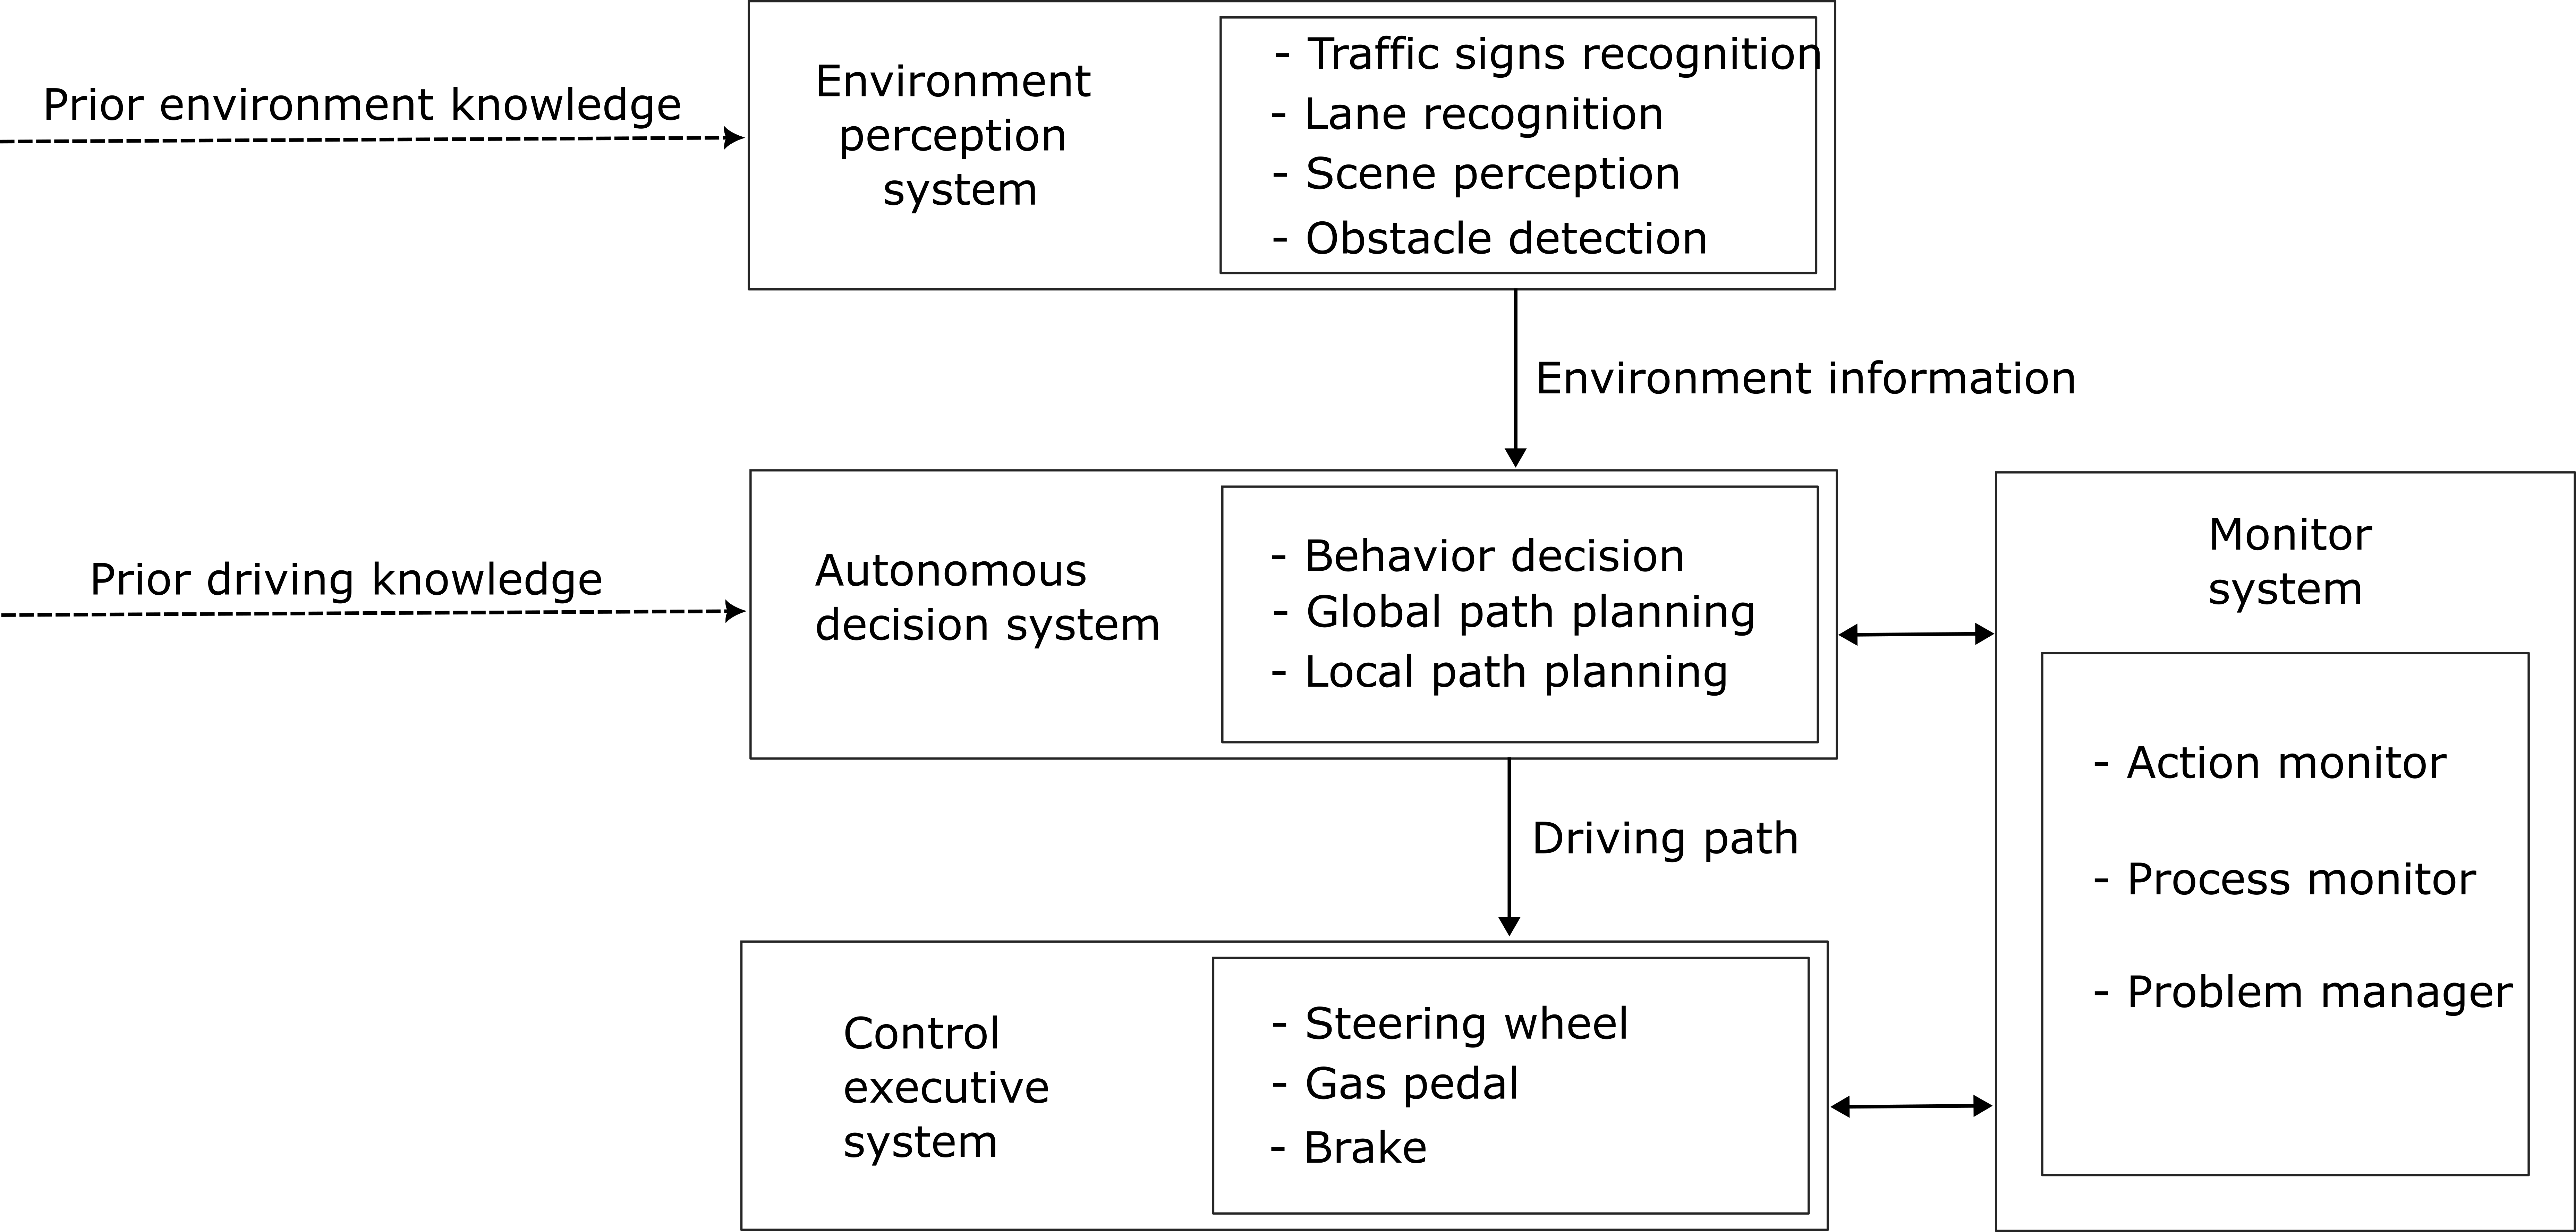 Prior environment knowledge
Environment
perception
system
- Traffic signs recognition
- Lane recognition
- Scene perception
- Obstacle detection
Environment information
Prior driving knowledge
Autonomous
decision system
- Behavior decision
- Global path planning
- Local path planning
Monitor
system
- Action monitor
- Process monitor
- Problem manager
Driving path
Control
executive
system
- Steering wheel
- Gas pedal
- Brake